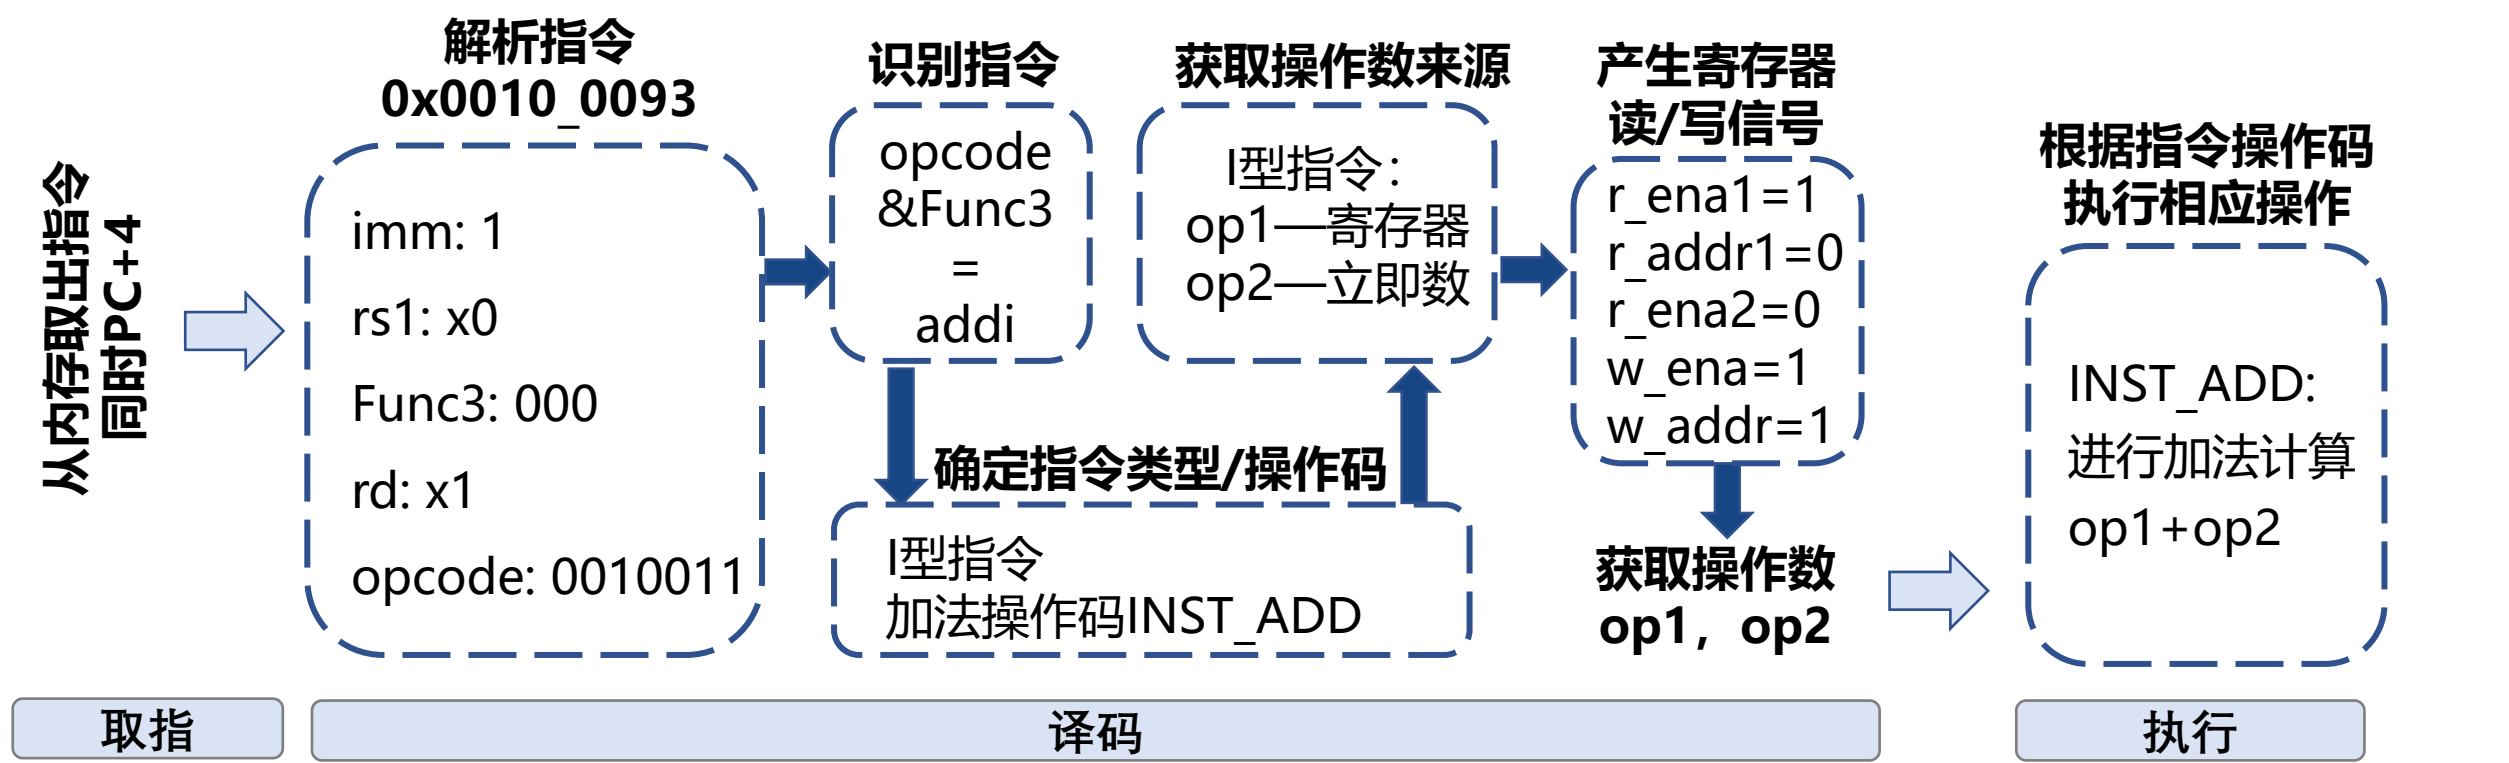 从内存取出指令
同时PC+4
解析指令
0x0010_0093
imm: 1
rs1: x0
Func3: 000
rd: x1
opcode: 0010011
识别指令
opcode
&Func3
=
addi
确定指令类型/操作码
I型指令
加法操作码INST_ADD
获取操作数来源
I型指令：
op1—寄存器
op2—立即数
产生寄存器
读/写信号
r_ena1=1
r_addr1=0
r_ena2=0
w_ena=1
w_addr=1
获取操作数
op1，op2
根据指令操作码
执行相应操作
INST_ADD:
进行加法计算
op1+op2
取指
译码
执行